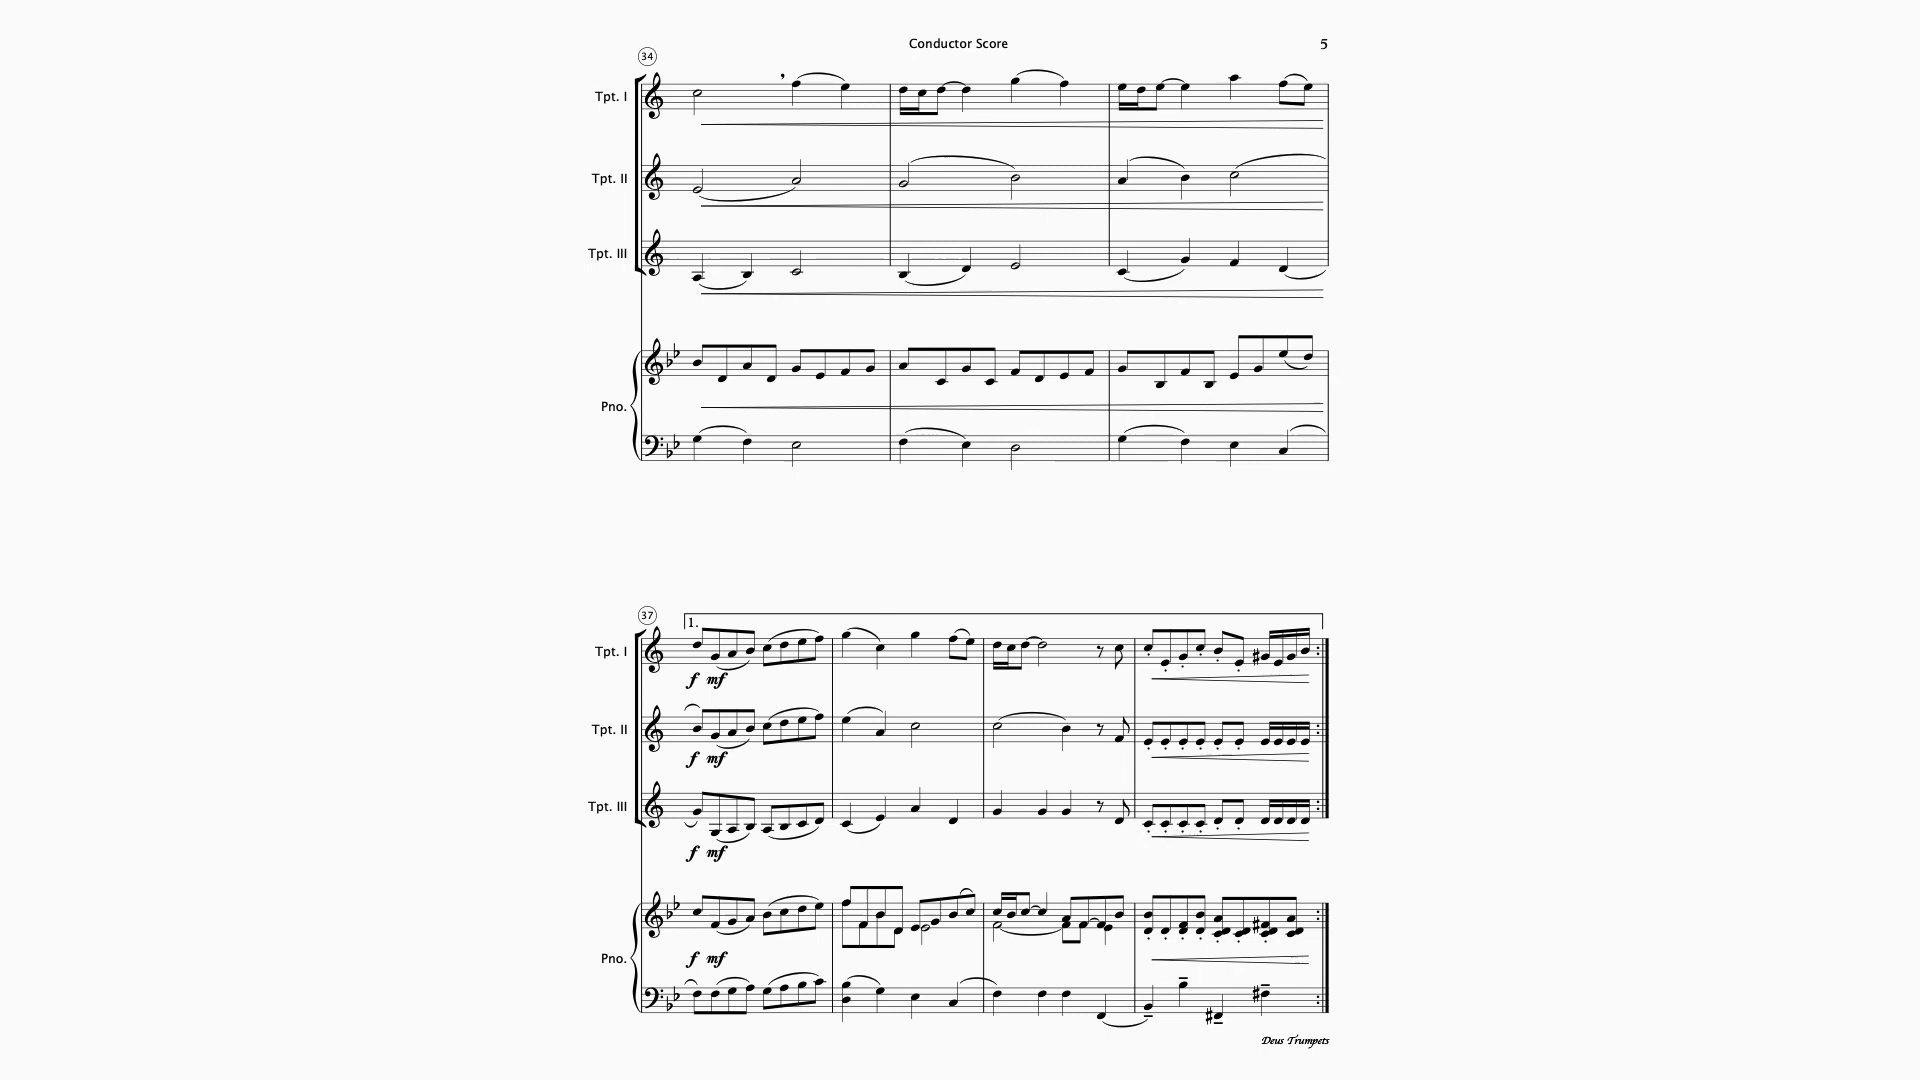 Conductor Score 5
34
Tpt. I
Tpt. II
Tpt. III
Pno.
37
1.
Tpt. I
f mf
Tpt. II
f mf
Tpt. III
f mf
Pno.
f mf
Deus Trumpets